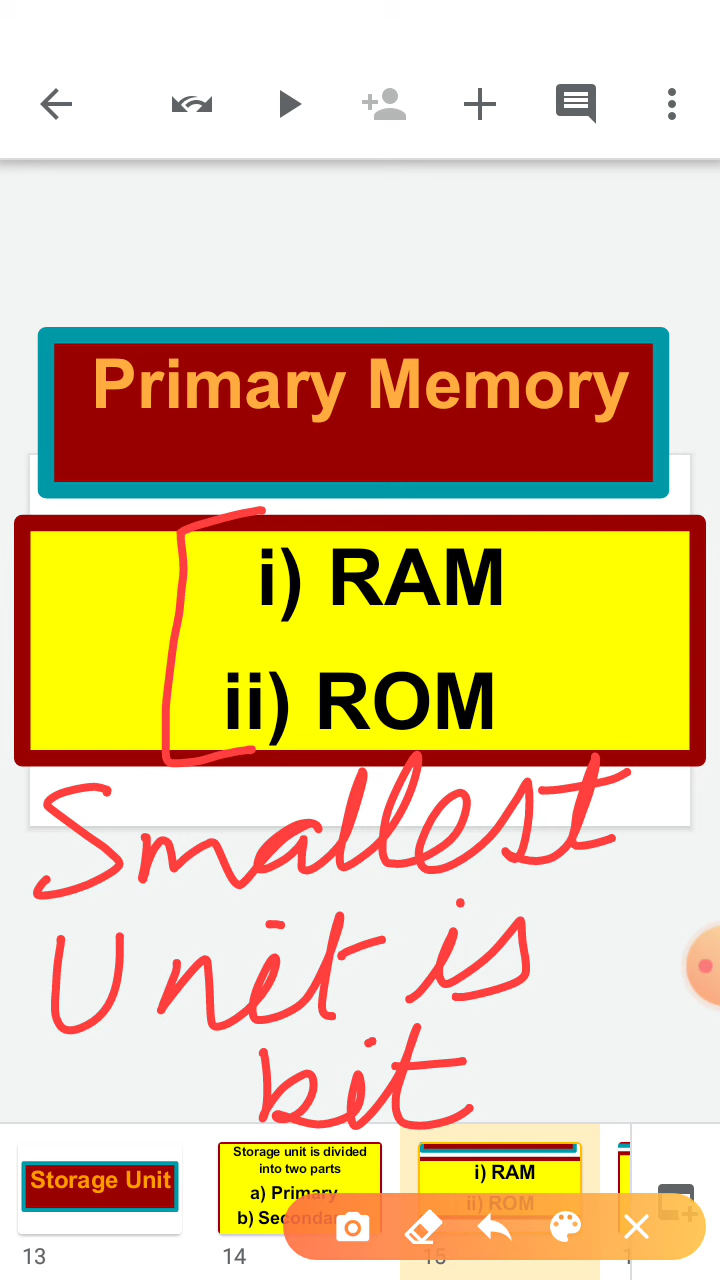 Primary Memory
i) RAM
ii) ROM
Smallest
Unit is
bit
Storage Unit
Storage unit is divided
into two parts
a) Primary
b) Seconda
i) RAM
ii) ROM
13
14
15